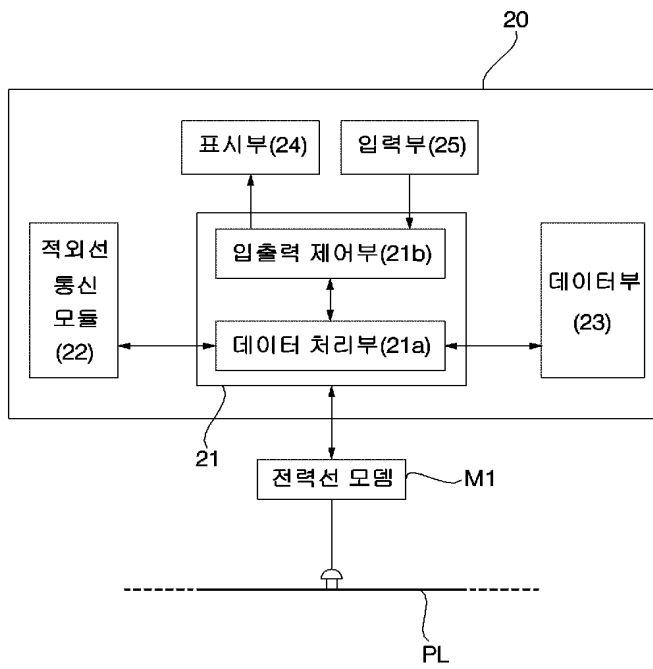 20
표시부(24)
입력부(25)
적외선
통신
모듈
(22)
입출력 제어부(21b)
데이터 처리부(21a)
데이터부
(23)
21
전력선 모뎀
M1
PL